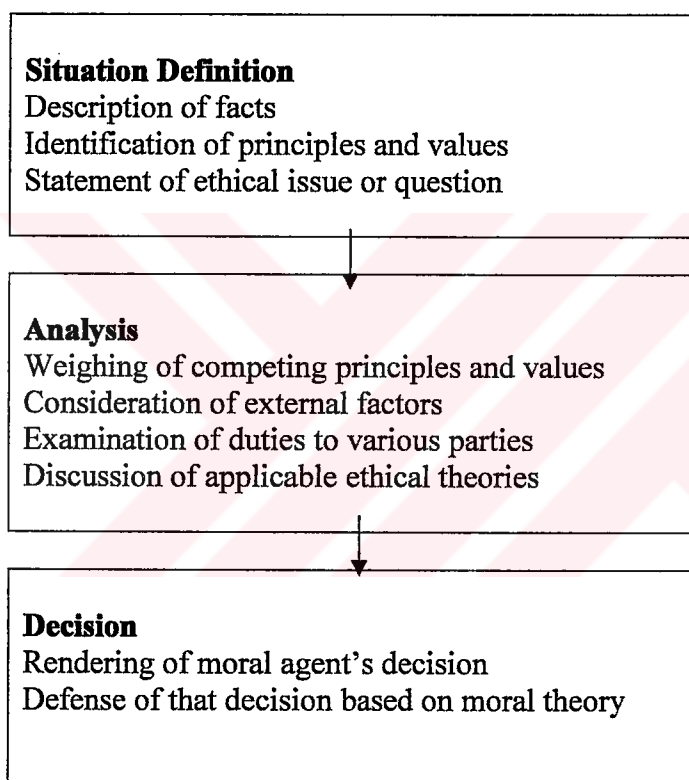 Situation Definition
Description of facts
Identification of principles and values
Statement of ethical issue or question
Analysis
Weighing of competing principles and values
Consideration of external factors
Examination of duties to various parties
Discussion of applicable ethical theories
Decision
Rendering of moral agent's decision
Defense of that decision based on moral theory